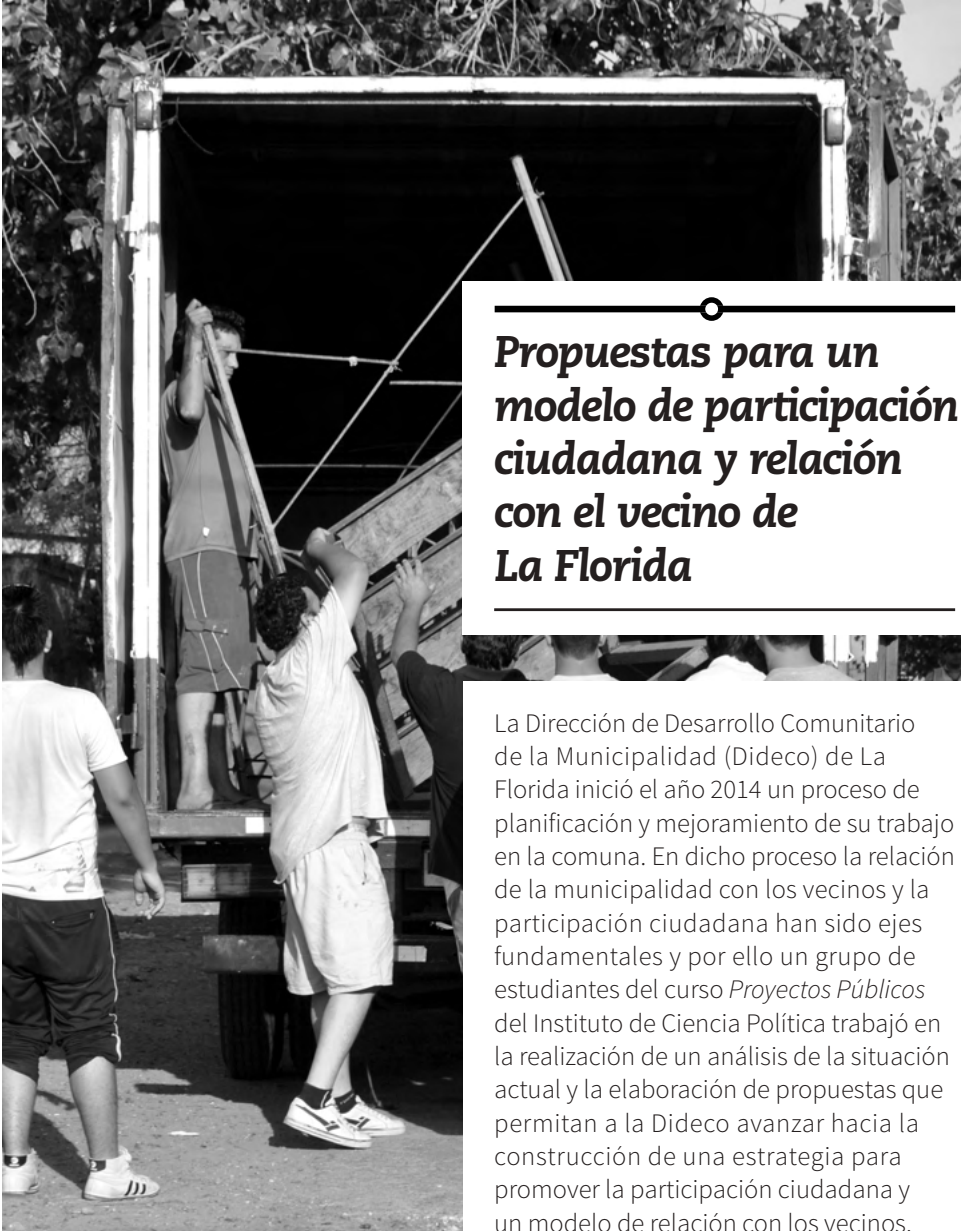 Propuestas para un
modelo de participación
ciudadana y relación
con el vecino de
La Florida
La Dirección de Desarrollo Comunitario
de la Municipalidad (Dideco) de La
Florida inició el año 2014 un proceso de
planificación y mejoramiento de su trabajo
en la comuna. En dicho proceso la relación
de la municipalidad con los vecinos y la
participación ciudadana han sido ejes
fundamentales y por ello un grupo de
estudiantes del curso Proyectos Públicos
del Instituto de Ciencia Política trabajó en
la realización de un análisis de la situación
actual y la elaboración de propuestas que
permitan a la Dideco avanzar hacia la
construcción de una estrategia para
promover la participación ciudadana y
un modelo de relación con los vecinos.